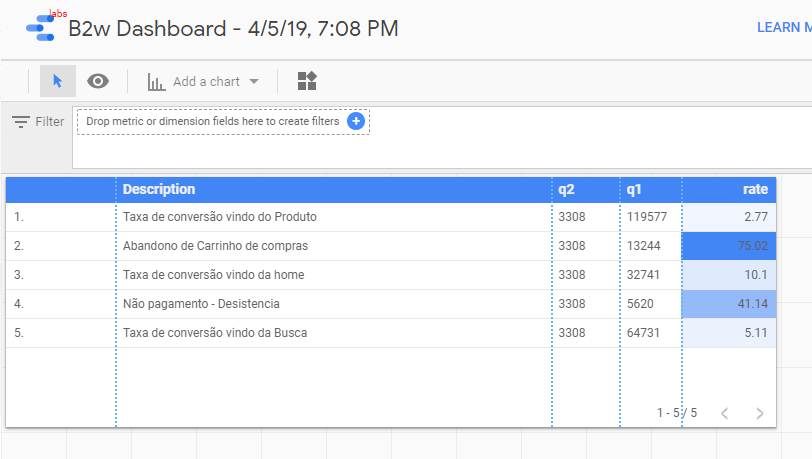 labs
B2w Dashboard - 4/5/19, 7:08 PM
LEARN M
Add a chart
Filter
Drop metric or dimension fields here to create filters
Description q2 q1 rate
1. Taxa de conversão vindo do Produto 3308 119577 2.77
2. Abandono de Carrinho de compras 3308 13244 75.02
3. Taxa de conversão vindo da home 3308 32741 10.1
4. Não pagamento - Desistencia 3308 5620 41.14
5. Taxa de conversão vindo da Busca 3308 64731 5.11
1 - 5 / 5